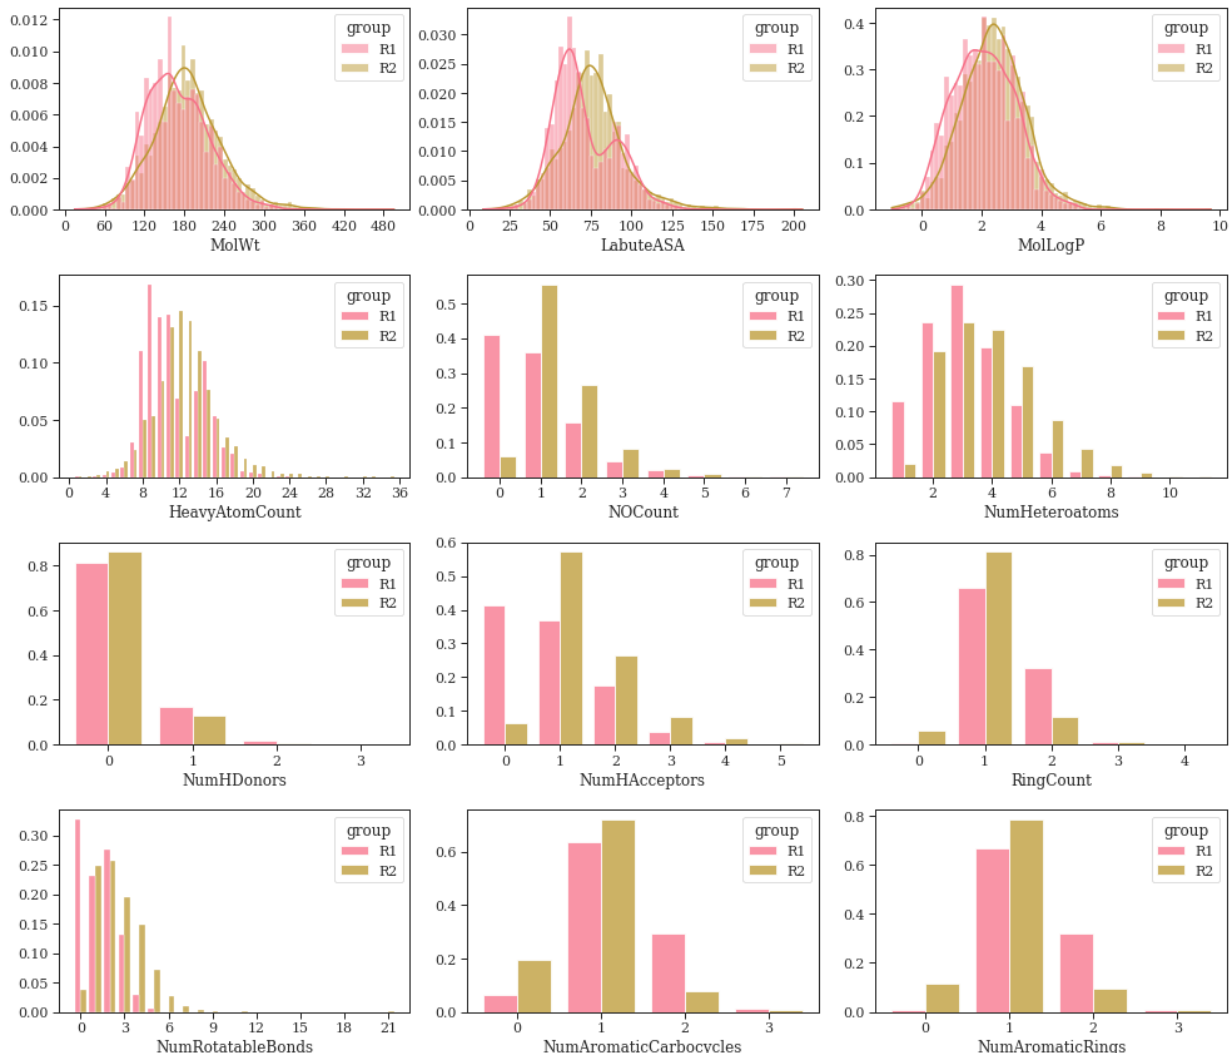 0.012
0.010
0.008
0.006
0.004
0.002
0.000
0 60 120 180 240 300 360 420 480
MolWt
group
R1
R2
0.030
0.025
0.020
0.015
0.010
0.005
0.000
0 25 50 75 100 125 150 175 200
LabuteASA
group
R1
R2
0.4
0.3
0.2
0.1
0.0
0 2 4 6 8 10
MolLogP
group
R1
R2
0.15
0.10
0.05
0.00
0 4 8 12 16 20 24 28 32 36
HeavyAtomCount
group
R1
R2
0.5
0.4
0.3
0.2
0.1
0.0
0 1 2 3 4 5 6 7
NOCount
group
R1
R2
0.30
0.25
0.20
0.15
0.10
0.05
0.00
2 4 6 8 10
NumHeteroatoms
group
R1
R2
0.8
0.6
0.4
0.2
0.0
0 1 2 3
NumHDonors
group
R1
R2
0.6
0.5
0.4
0.3
0.2
0.1
0.0
0 1 2 3 4 5
NumHAcceptors
group
R1
R2
0.8
0.6
0.4
0.2
0.0
0 1 2 3 4
RingCount
group
R1
R2
0.30
0.25
0.20
0.15
0.10
0.05
0.00
0 3 6 9 12 15 18 21
NumRotatableBonds
group
R1
R2
0.6
0.4
0.2
0.0
0 1 2 3
NumAromaticCarbocycles
group
R1
R2
0.8
0.6
0.4
0.2
0.0
0 1 2 3
NumAromaticRings
group
R1
R2